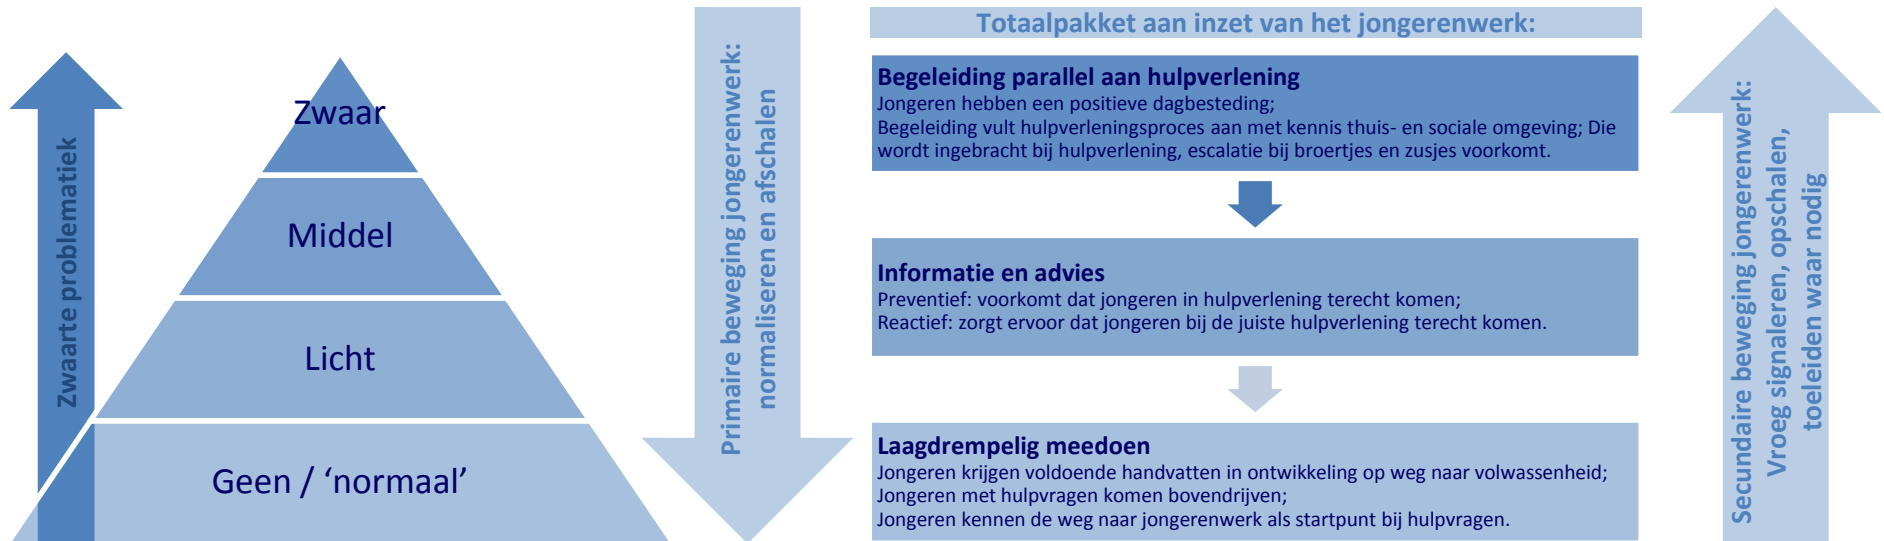 Zwaarte problematiek
Zwaar
Middel
Licht
Geen / ‘normaal’
Primaire beweging jongerenwerk:
normaliseren en afschalen
Totaalpakket aan inzet van het jongerenwerk:
Begeleiding parallel aan hulpverlening
Jongeren hebben een positieve dagbesteding;
Begeleiding vult hulpverleningsproces aan met kennis thuis- en sociale omgeving; Die
wordt ingebracht bij hulpverlening, escalatie bij broertjes en zusjes voorkomt.
Informatie en advies
Preventief: voorkomt dat jongeren in hulpverlening terecht komen;
Reactief: zorgt ervoor dat jongeren bij de juiste hulpverlening terecht komen.
Laagdrempelig meedoen
Jongeren krijgen voldoende handvatten in ontwikkeling op weg naar volwassenheid;
Jongeren met hulpvragen komen bovendrijven;
Jongeren kennen de weg naar jongerenwerk als startpunt bij hulpvragen.
Secundaire beweging jongerenwerk:
Vroeg signaleren, opschalen,
toeleiden waar nodig